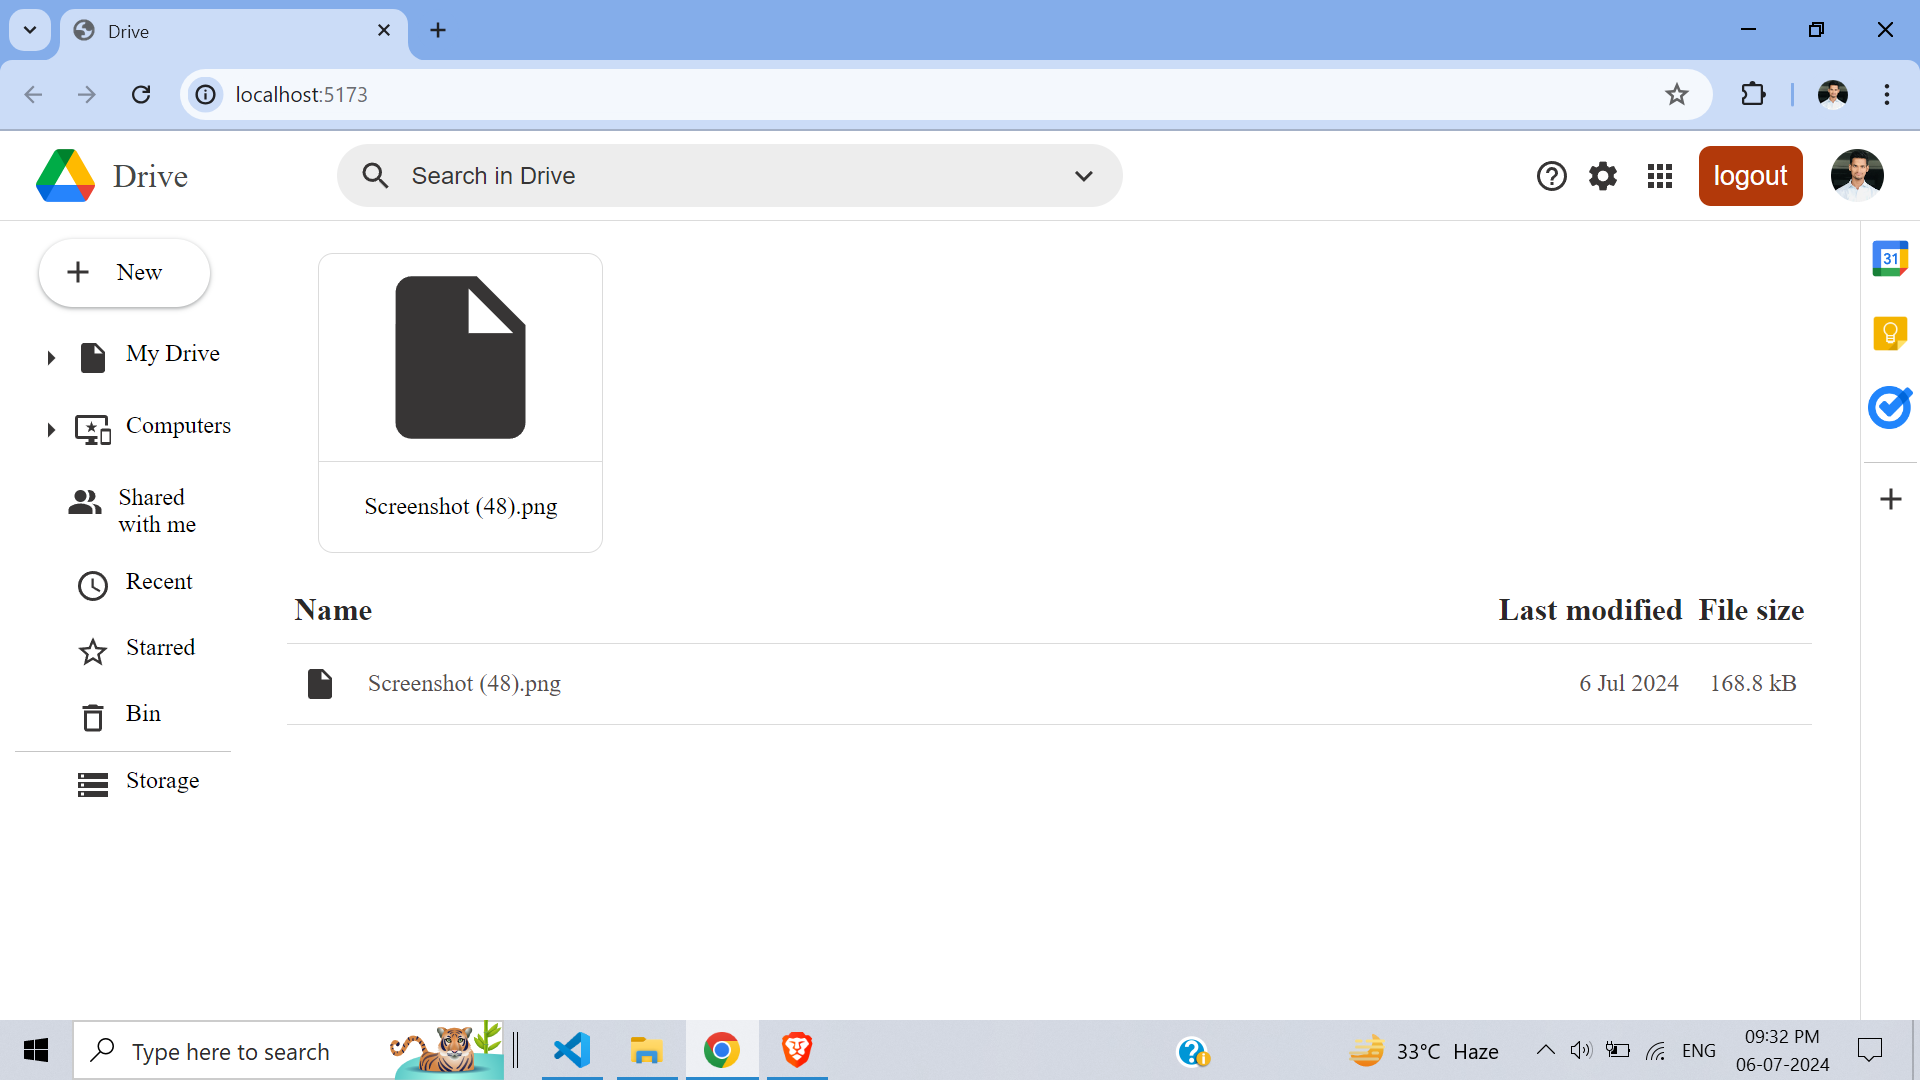 Drive
localhost:5173
Drive
Search in Drive
logout
New
My Drive
Computers
Shared
with me
Recent
Starred
Bin
Storage
Screenshot (48).png
Name Last modified File size
Screenshot (48).png 6 Jul 2024 168.8 kB
31
Type here to search
33°C Haze
ENG
09:32 PM
06-07-2024